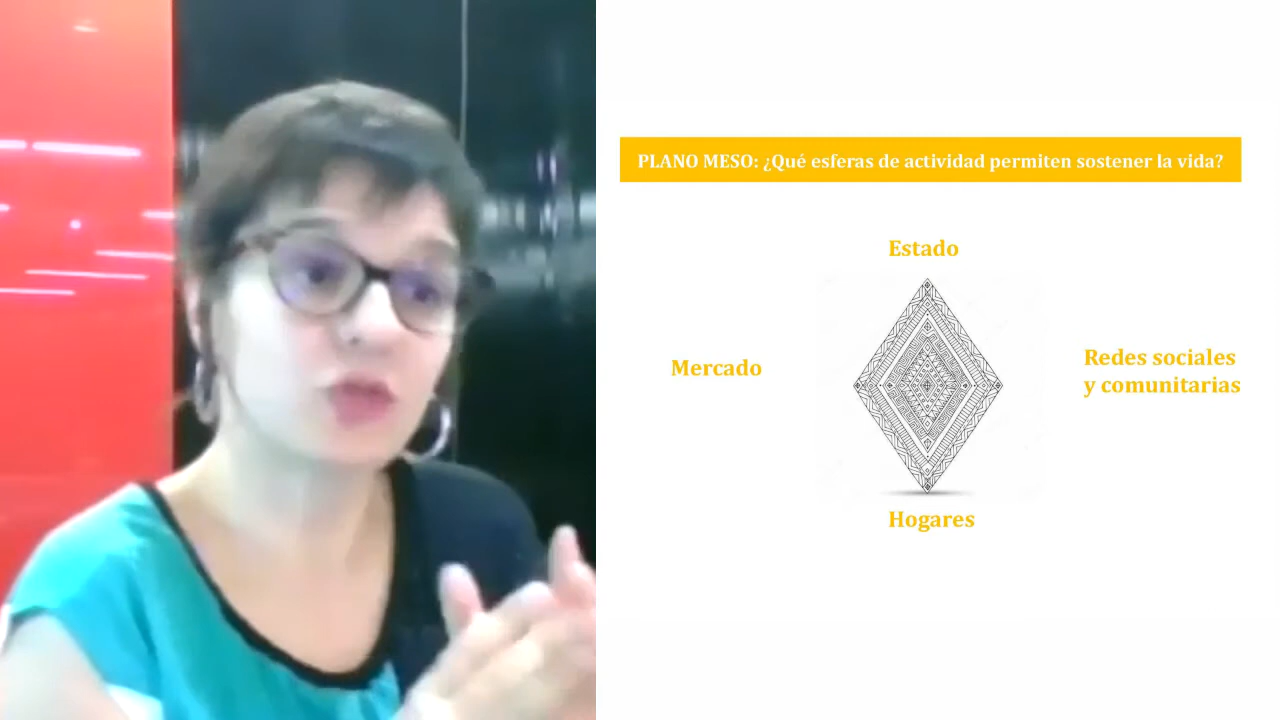 PLANO MESO: ¿Qué esferas de actividad permiten sostener la vida?
Estado
Mercado
Redes sociales
y comunitarias
Hogares